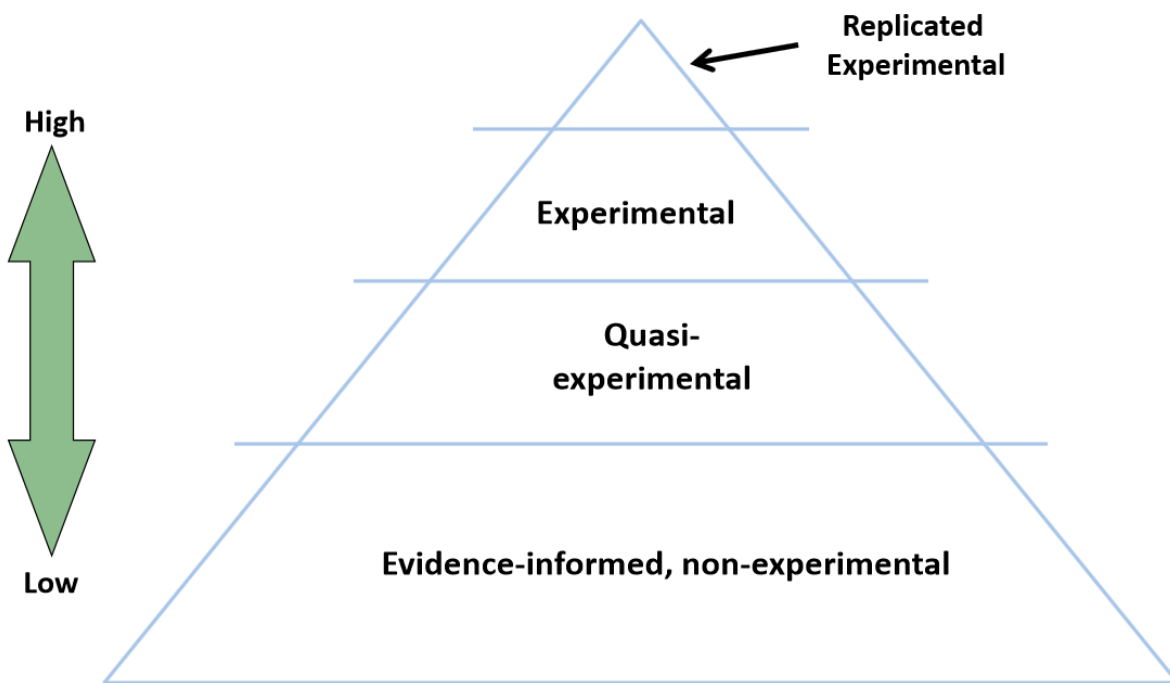 Replicated
Experimental
High
Experimental
Quasi-
experimental
Evidence-informed, non-experimental
Low